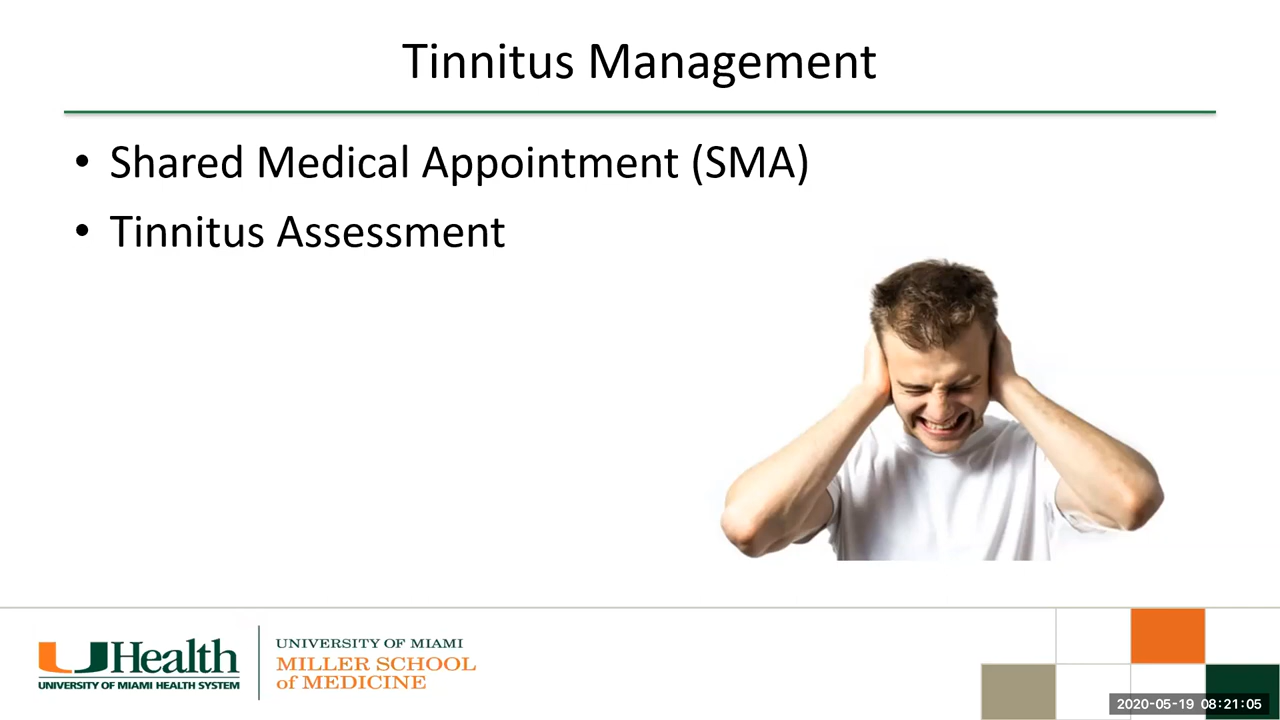 Tinnitus Management
• Shared Medical Appointment (SMA)
• Tinnitus Assessment
UHealth
UNIVERSITY OF MIAMI HEALTH SYSTEM
UNIVERSITY OF MIAMI
MILLER SCHOOL
of MEDICINE
2020-05-19 08:21:05